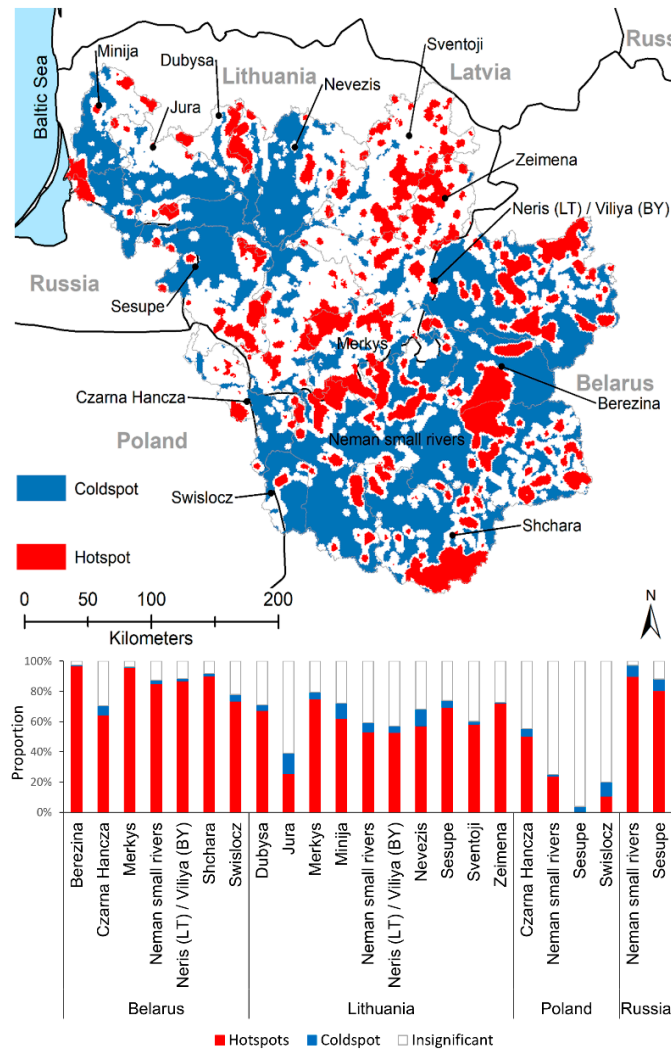 Minija
Dubysa
Sventoji
Russ
Lithuania
Latvia
Nevezis
Jura
Baltic Sea
Zeimena
Neris (LT) / Viliya (BY)
Russia
Sesupe
Merkys
Belarus
Berezina
Czarna Hancza
Poland
Neman small rivers
Coldspot
Swislocz
Shchara
Hotspot
0 50 100 200
Kilometers
N
100%
80%
60%
40%
20%
0%
Proportion
Berezina
Czarna Hancza
Merkys
Neman small rivers
Neris (LT) / Viliya (BY)
Shchara
Swislocz
Dubysa
Jura
Merkys
Minija
Neman small rivers
Neris (LT) / Viliya (BY)
Nevezis
Sesupe
Sventoji
Zeimena
Czarna Hancza
Neman small rivers
Sesupe
Swislocz
Neman small rivers
Sesupe
Belarus Lithuania Poland Russia
Hotspots Coldspot Insignificant